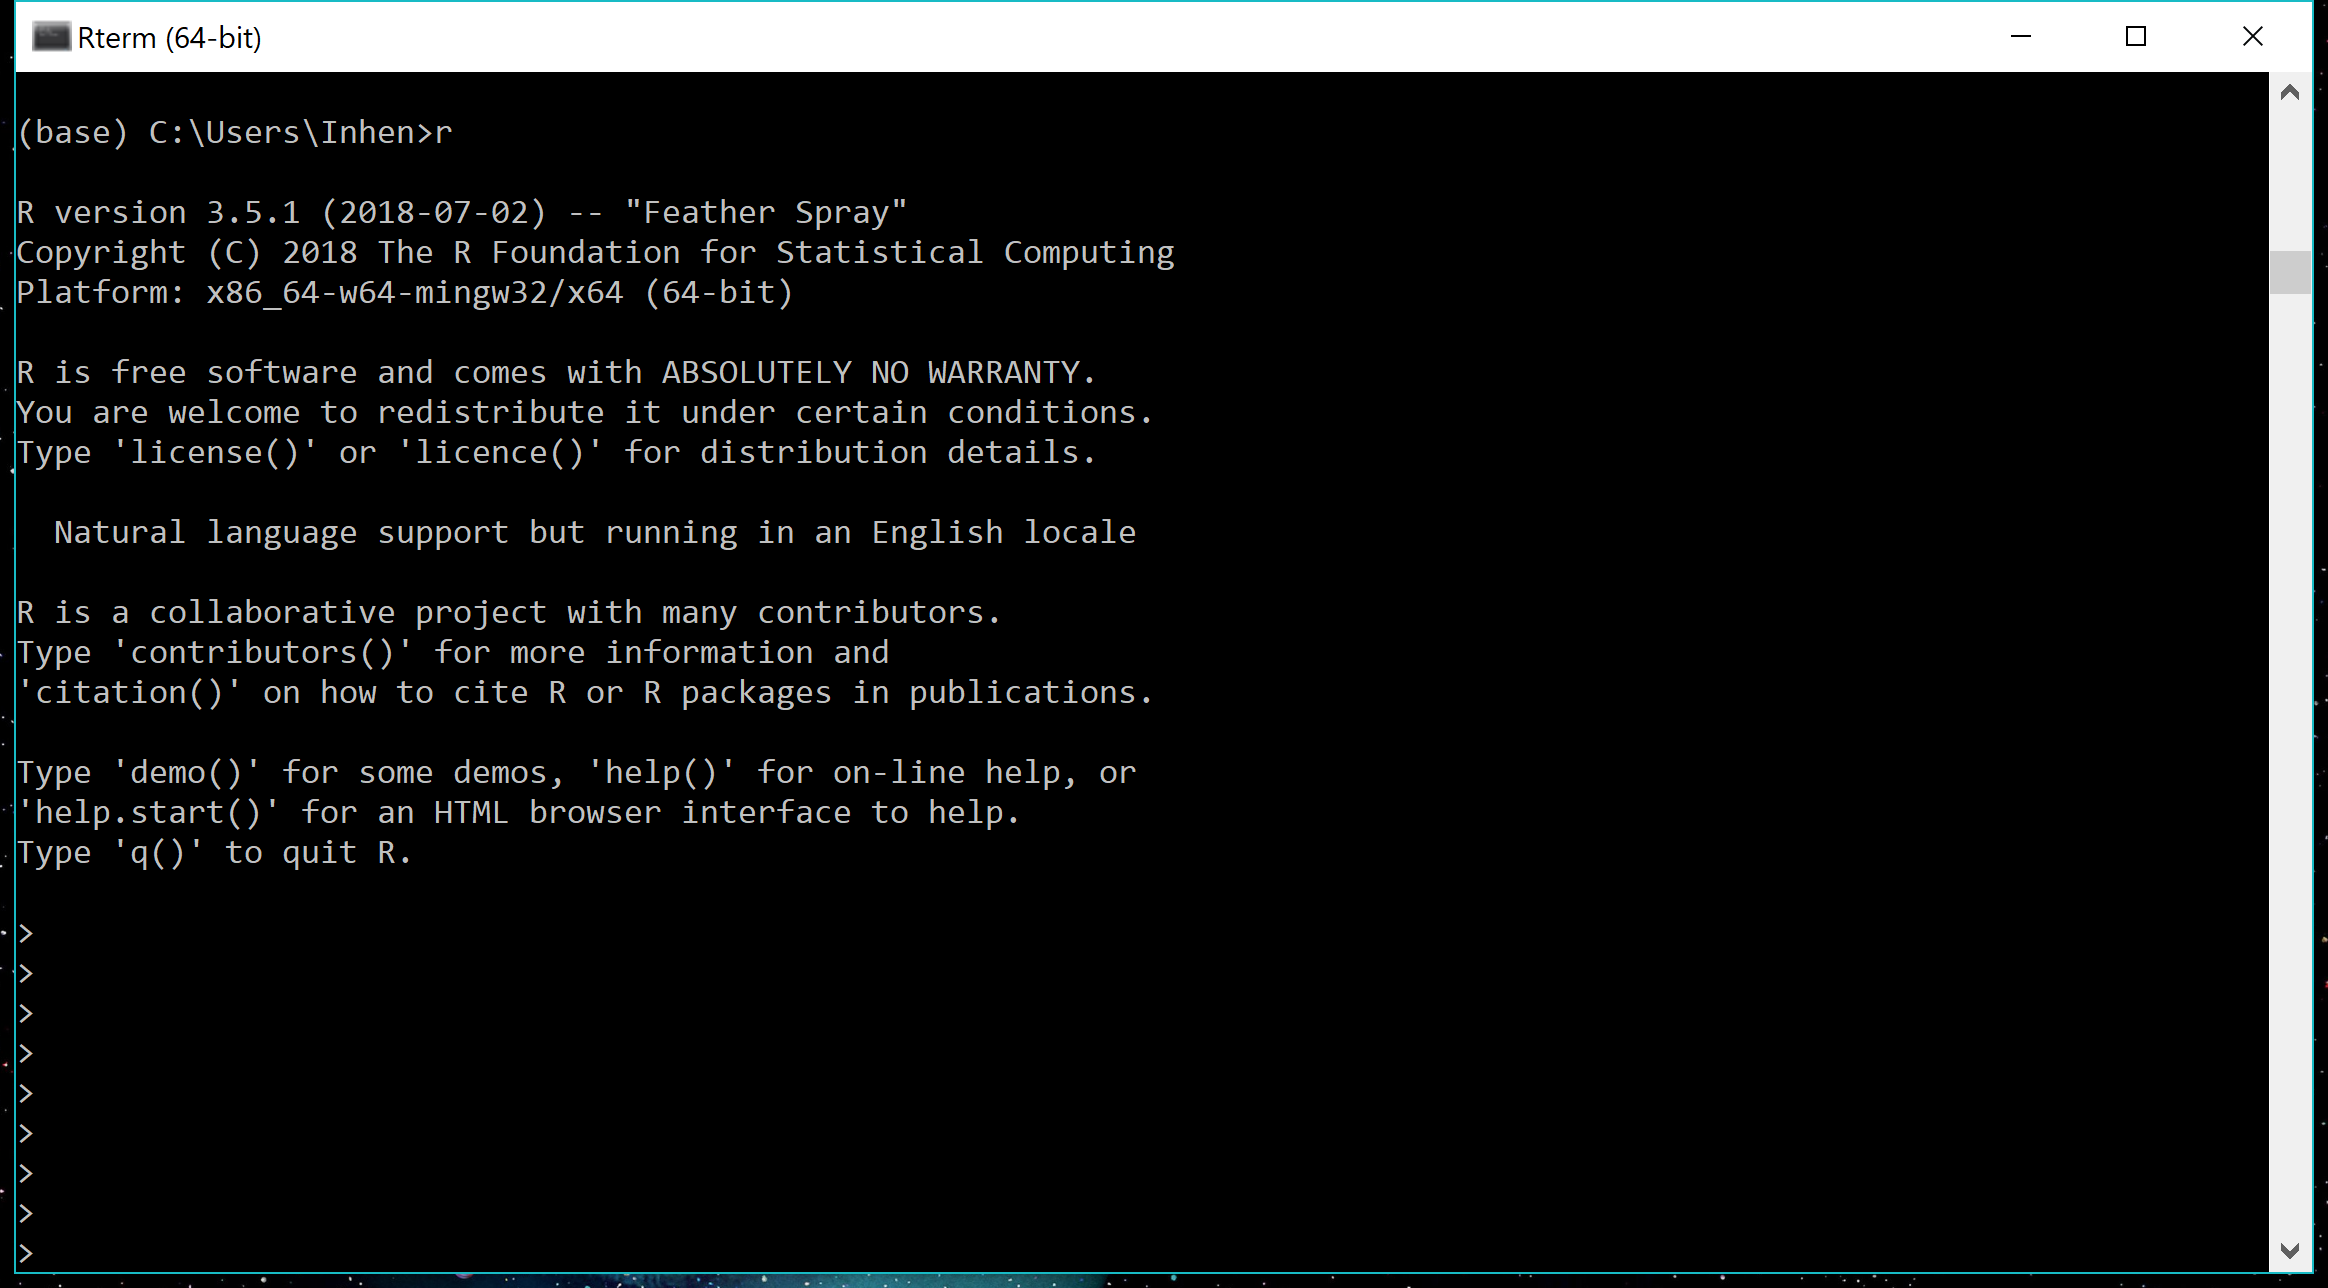 Rterm (64-bit)
(base) C:\Users\Inhen>r
R version 3.5.1 (2018-07-02) -- "Feather Spray"
Copyright (C) 2018 The R Foundation for Statistical Computing
Platform: x86_64-w64-mingw32/x64 (64-bit)
R is free software and comes with ABSOLUTELY NO WARRANTY.
You are welcome to redistribute it under certain conditions.
Type 'license()' or 'licence()' for distribution details.
Natural language support but running in an English locale
R is a collaborative project with many contributors.
Type 'contributors()' for more information and
'citation()' on how to cite R or R packages in publications.
Type 'demo()' for some demos, 'help()' for on-line help, or
'help.start()' for an HTML browser interface to help.
Type 'q()' to quit R.
>
>
>
>
>
>
>
>
>